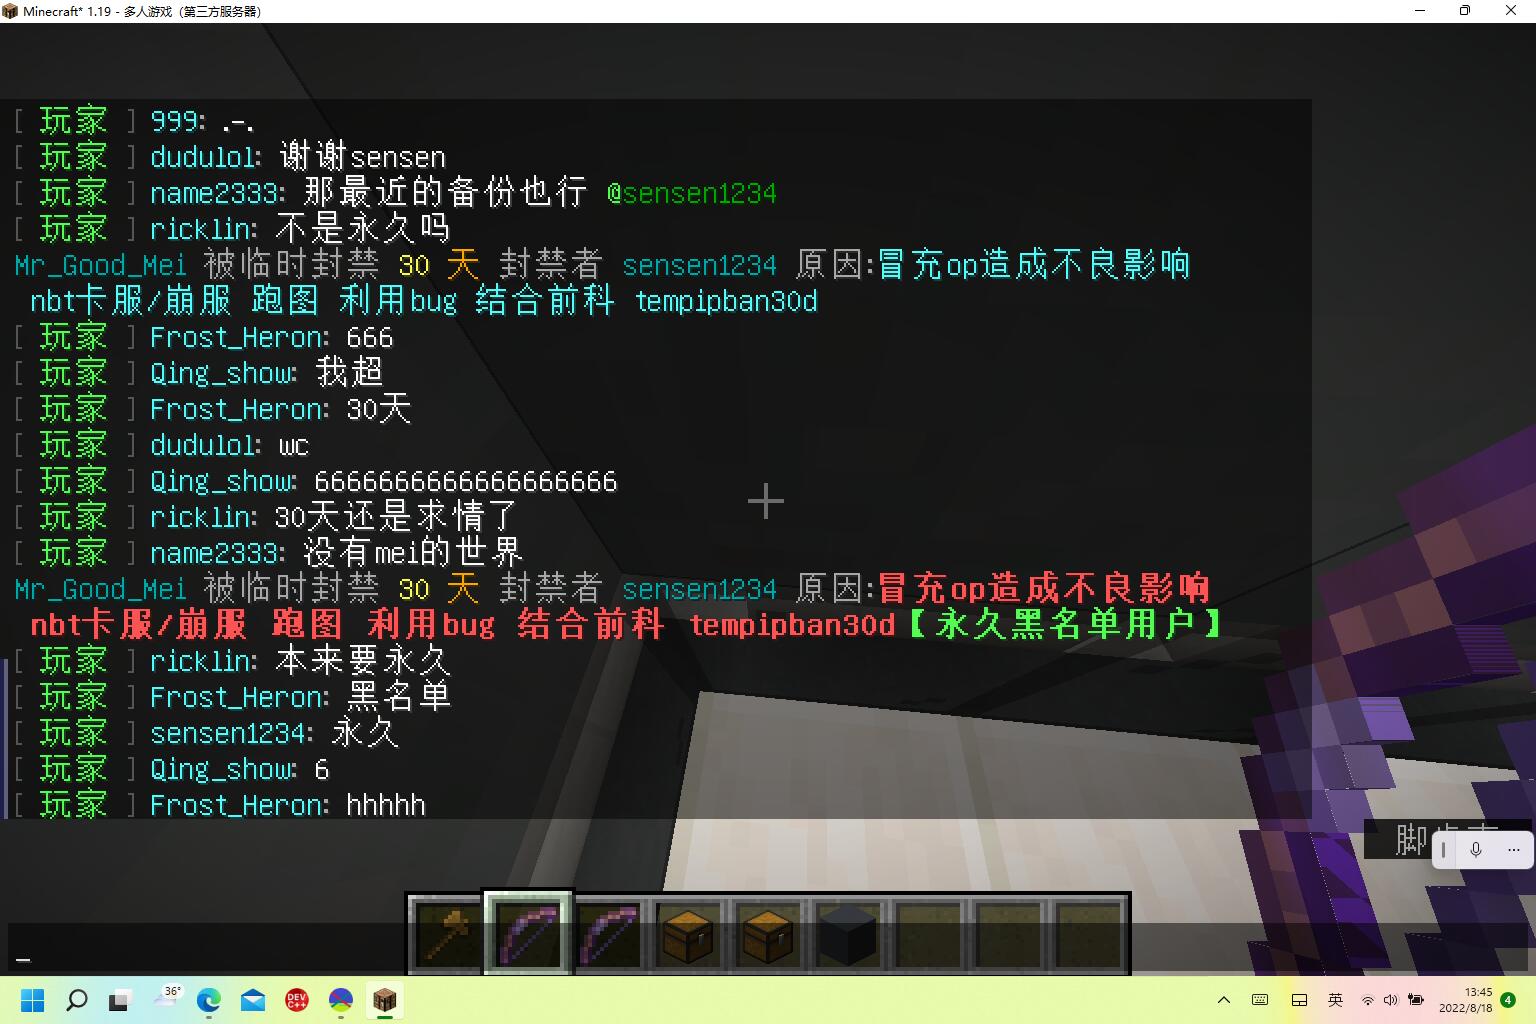 Minecraft* 1.19 - 多人游戏（第三方服务器）
[ 玩家 ] 999: .-.
[ 玩家 ] dudulol: 谢谢sensen
[ 玩家 ] name2333: 那最近的备份也行 @sensen1234
[ 玩家 ] ricklin: 不是永久吗
Mr_Good_Mei 被临时封禁 30 天 封禁者 sensen1234 原因:冒充op造成不良影响
nbt卡服/崩服 跑图 利用bug 结合前科 tempipban30d
[ 玩家 ] Frost_Heron: 666
[ 玩家 ] Qing_show: 我超
[ 玩家 ] Frost_Heron: 30天
[ 玩家 ] dudulol: wc
[ 玩家 ] Qing_show: 6666666666666666666
[ 玩家 ] ricklin: 30天还是求情了
[ 玩家 ] name2333: 没有mei的世界
Mr_Good_Mei 被临时封禁 30 天 封禁者 sensen1234 原因:冒充op造成不良影响
nbt卡服/崩服 跑图 利用bug 结合前科 tempipban30d【永久黑名单用户】
[ 玩家 ] ricklin: 本来要永久
[ 玩家 ] Frost_Heron: 黑名单
[ 玩家 ] sensen1234: 永久
[ 玩家 ] Qing_show: 6
[ 玩家 ] Frost_Heron: hhhhh
脚步声
_
36°
DEV C++
英
13:45
2022/8/18
4